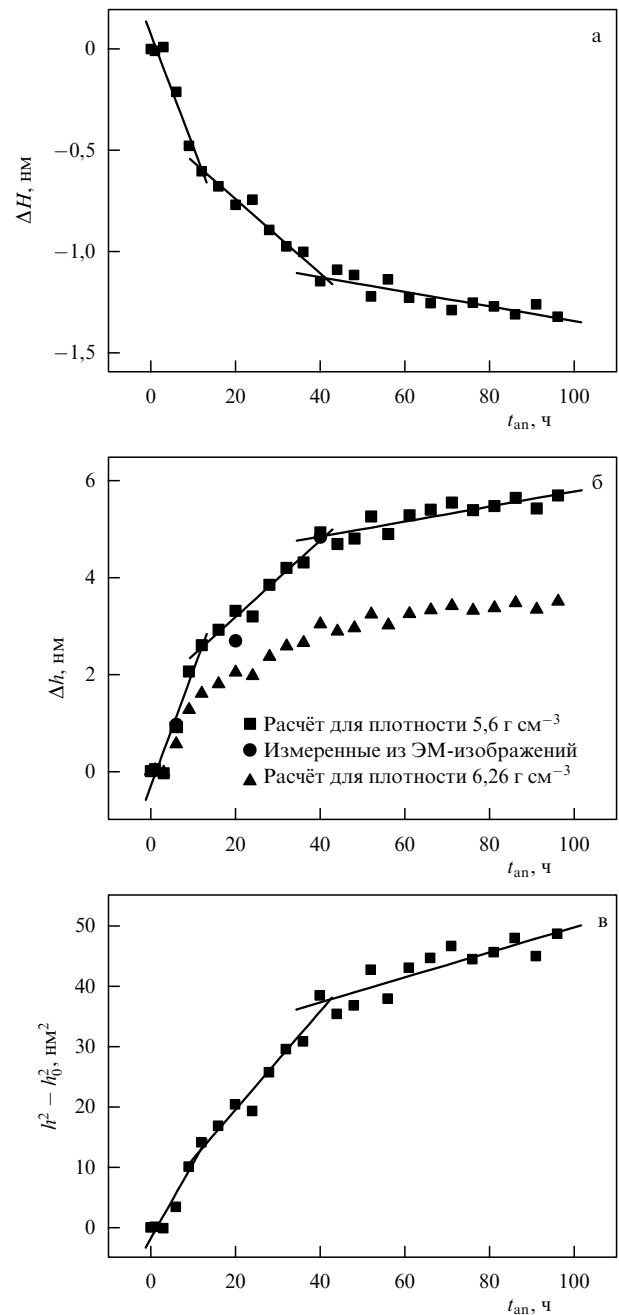 а
0
−0,5
−1,0
−1,5
ΔH, нм
0 20 40 60 80 100
t_an, ч
б
6
4
2
0
Δh, нм
Расчёт для плотности 5,6 г см⁻³
Измеренные из ЭМ-изображений
Расчёт для плотности 6,26 г см⁻³
0 20 40 60 80 100
t_an, ч
в
50
40
30
20
10
0
h² − h₀², нм²
0 20 40 60 80 100
t_an, ч